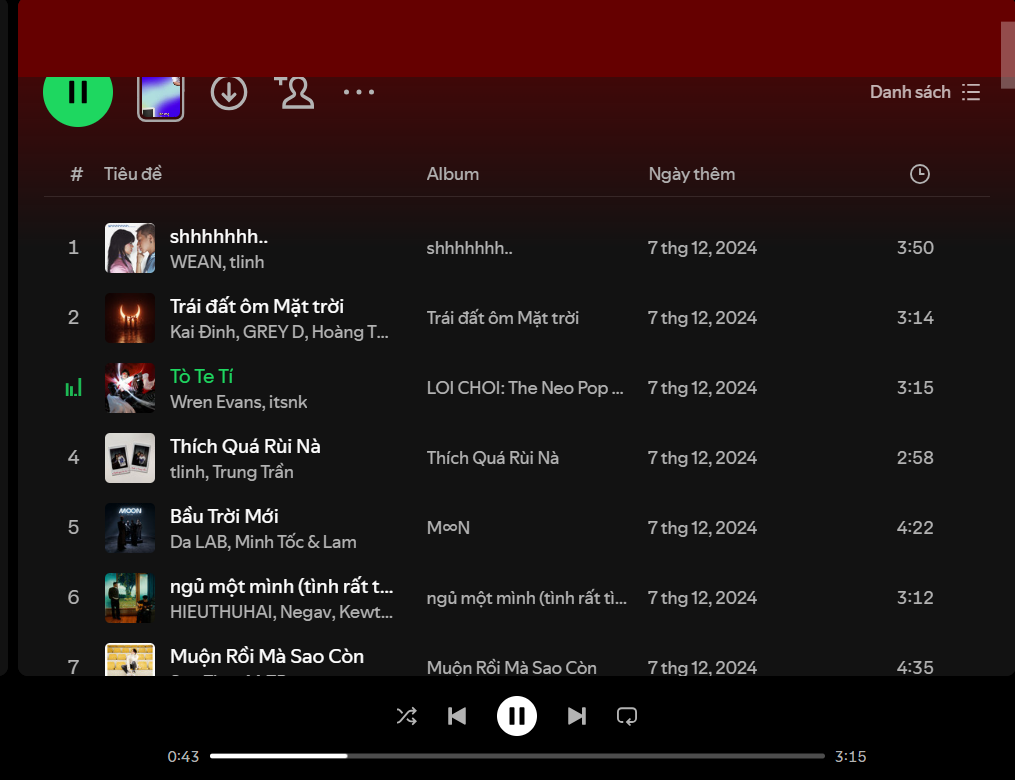 Danh sách
# Tiêu đề Album Ngày thêm
1 shhhhhhh.. shhhhhhh.. 7 thg 12, 2024 3:50
WEAN, tlinh
2 Trái đất ôm Mặt trời Trái đất ôm Mặt trời 7 thg 12, 2024 3:14
Kai Đinh, GREY D, Hoàng T...
Tò Te Tí LOI CHOI: The Neo Pop ... 7 thg 12, 2024 3:15
Wren Evans, itsnk
4 Thích Quá Rùi Nà Thích Quá Rùi Nà 7 thg 12, 2024 2:58
tlinh, Trung Trần
5 Bầu Trời Mới M∞N 7 thg 12, 2024 4:22
MOON
Da LAB, Minh Tốc & Lam
6 ngủ một mình (tình rất t... ngủ một mình (tình rất tì... 7 thg 12, 2024 3:12
HIEUTHUHAI, Negav, Kewt...
7 Muộn Rồi Mà Sao Còn Muộn Rồi Mà Sao Còn 7 thg 12, 2024 4:35
0:43 3:15